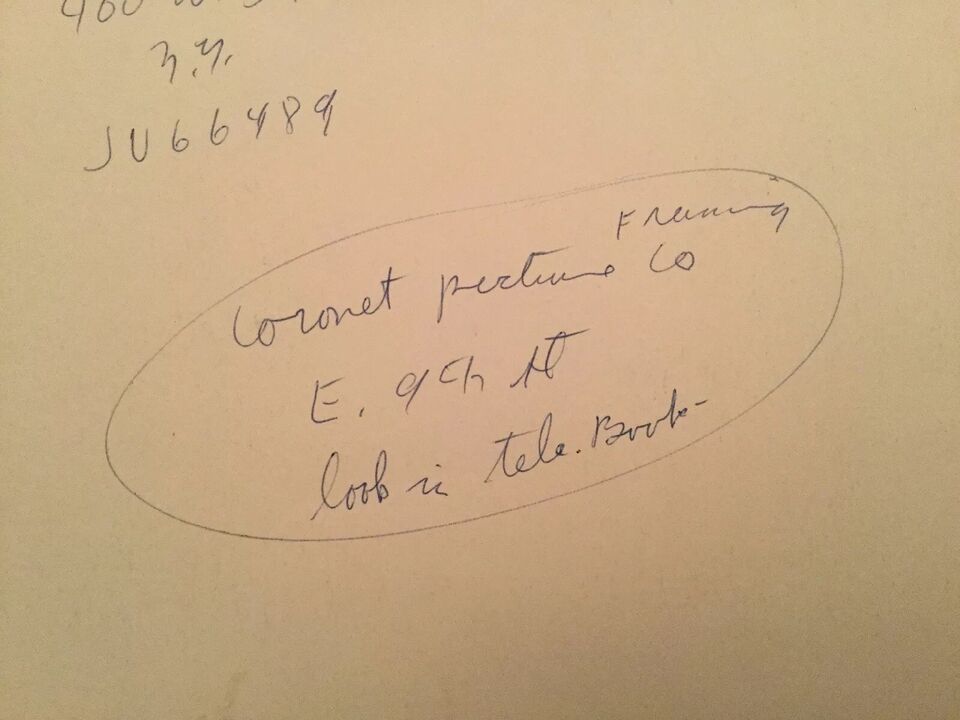 N.Y.
JU66489
Framing
Coronet picture Co
E. 9th St
look in tele. Book-